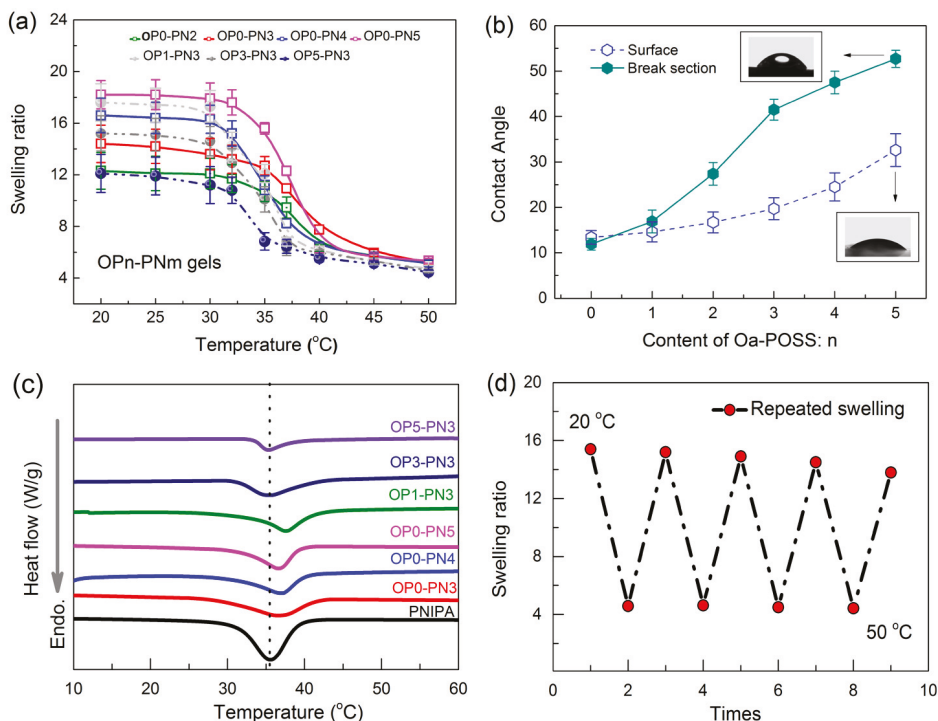 (a)
OP0-PN2 OP0-PN3 OP0-PN4 OP0-PN5
OP1-PN3 OP3-PN3 OP5-PN3
24
20
16
12
8
4
Swelling ratio
OPn-PNm gels
20 25 30 35 40 45 50
Temperature (°C)
(b)
Surface
Break section
60
50
40
30
20
10
0
Contact Angle
0 1 2 3 4 5
Content of Oa-POSS: n
(c)
OP5-PN3
OP3-PN3
OP1-PN3
OP0-PN5
OP0-PN4
OP0-PN3
PNIPA
Heat flow (W/g)
Endo.
10 20 30 40 50 60
Temperature (°C)
(d)
20 °C
Repeated swelling
20
16
12
8
4
0
Swelling ratio
50 °C
0 2 4 6 8 10
Times